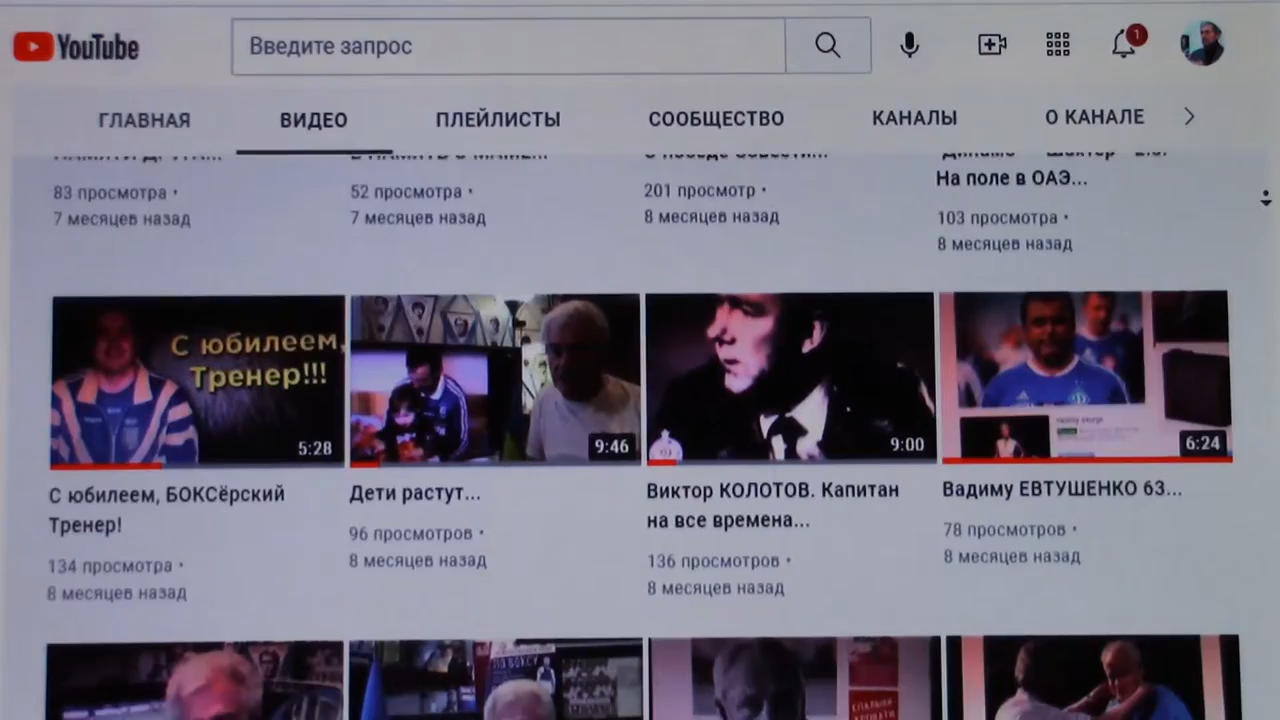 YouTube
Введите запрос
1
ГЛАВНАЯ
ВИДЕО
ПЛЕЙЛИСТЫ
СООБЩЕСТВО
КАНАЛЫ
О КАНАЛЕ
На поле в ОАЭ...
83 просмотра •
7 месяцев назад
52 просмотра •
7 месяцев назад
201 просмотр •
8 месяцев назад
103 просмотра •
8 месяцев назад
С юбилеем,
Тренер!!!
5:28
9:46
9:00
6:24
С юбилеем, БОКСёрский
Тренер!
134 просмотра •
8 месяцев назад
Дети растут...
96 просмотров •
8 месяцев назад
Виктор КОЛОТОВ. Капитан
на все времена...
136 просмотров •
8 месяцев назад
Вадиму ЕВТУШЕНКО 63...
78 просмотров •
8 месяцев назад